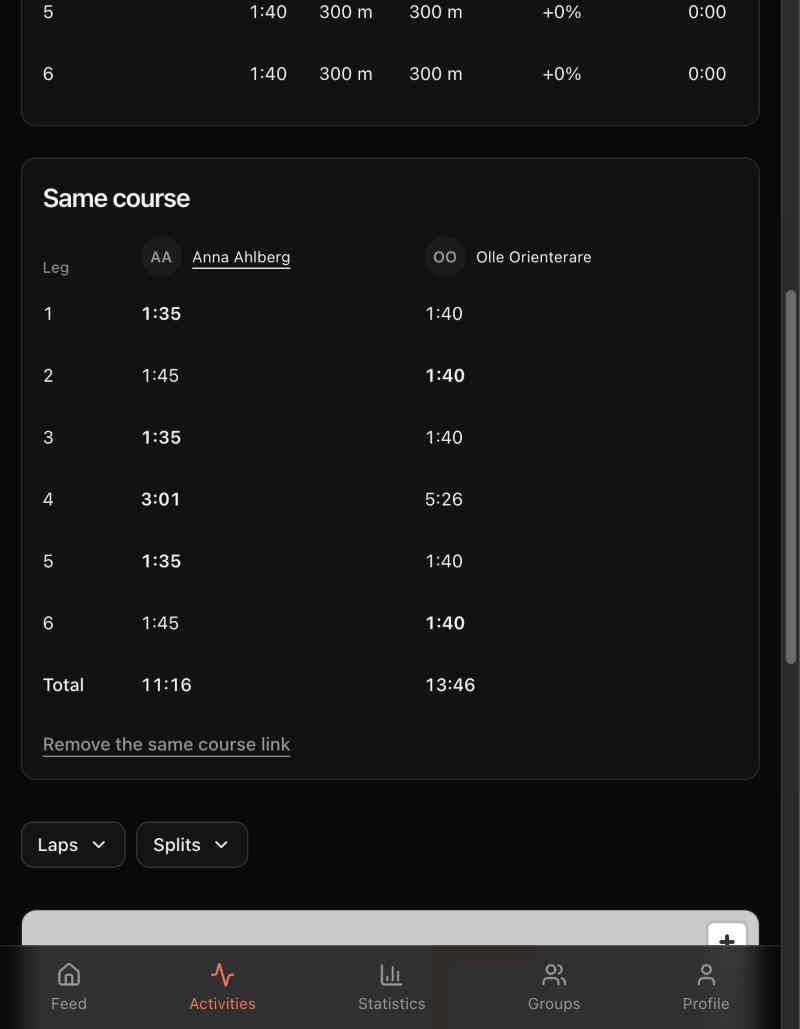 5 1:40 300 m 300 m +0% 0:00
6 1:40 300 m 300 m +0% 0:00
Same course
Leg AA Anna Ahlberg OO Olle Orienterare
1 1:35 1:40
2 1:45 1:40
3 1:35 1:40
4 3:01 5:26
5 1:35 1:40
6 1:45 1:40
Total 11:16 13:46
Remove the same course link
Laps Splits
+
Feed Activities Statistics Groups Profile